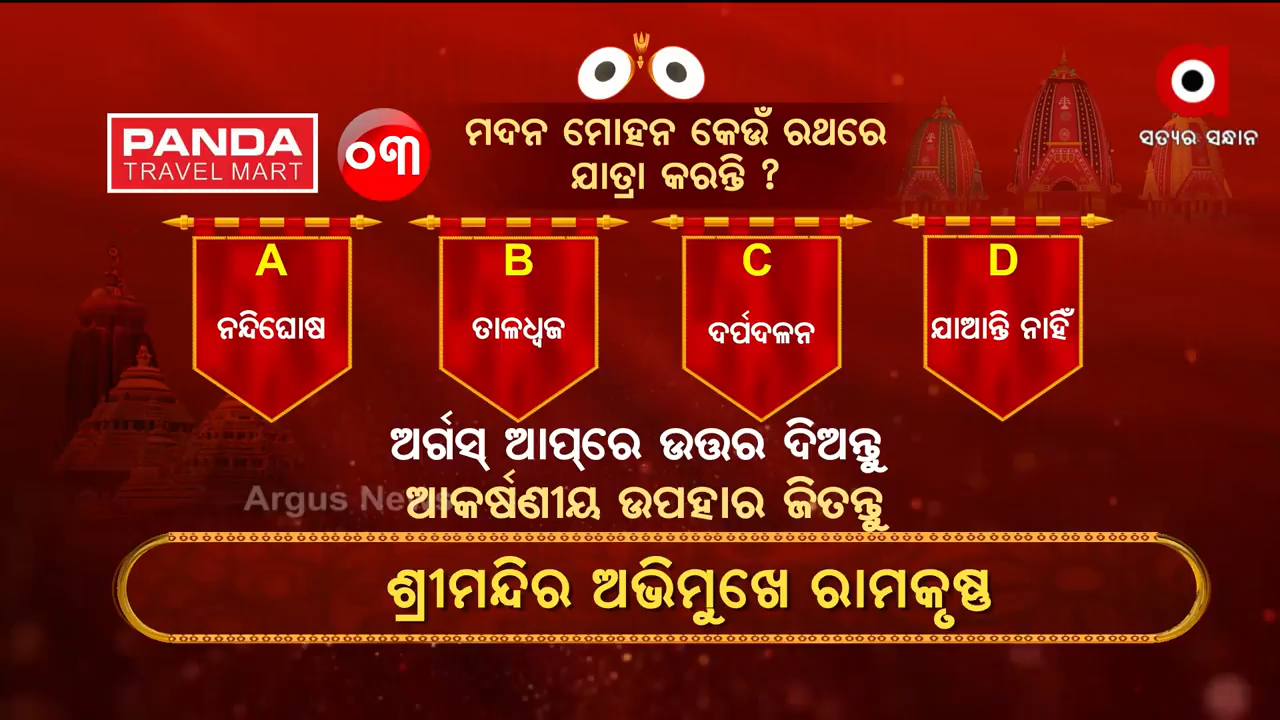 PANDA
TRAVEL MART
୦୩
ମଦନ ମୋହନ କେଉଁ ରଥରେ
ଯାତ୍ରା କରନ୍ତି ?
ସତ୍ୟର ସନ୍ଧାନ
A
ନନ୍ଦିଘୋଷ
B
ତାଳଧ୍ୱଜ
C
ଦର୍ପଦଳନ
D
ଯାଆନ୍ତି ନାହିଁ
ଅର୍ଗସ୍ ଆପ୍‌ରେ ଉତ୍ତର ଦିଅନ୍ତୁ
Argus News
ଆକର୍ଷଣୀୟ ଉପହାର ଜିତନ୍ତୁ
ଶ୍ରୀମନ୍ଦିର ଅଭିମୁଖେ ରାମକୃଷ୍ଣ